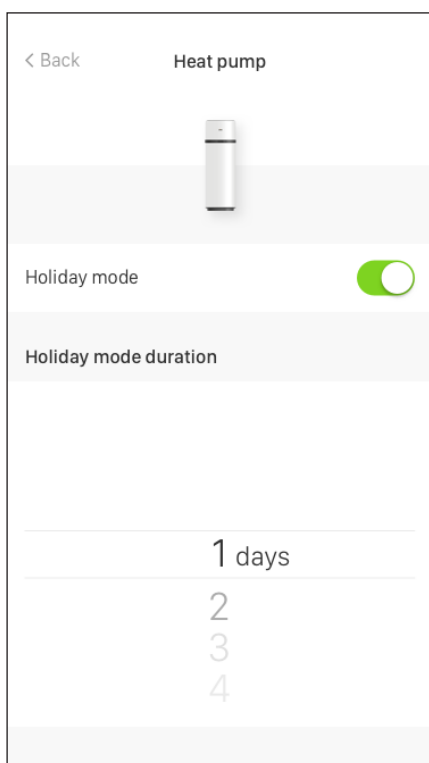 < Back Heat pump
Holiday mode
Holiday mode duration
1 days
2
3
4